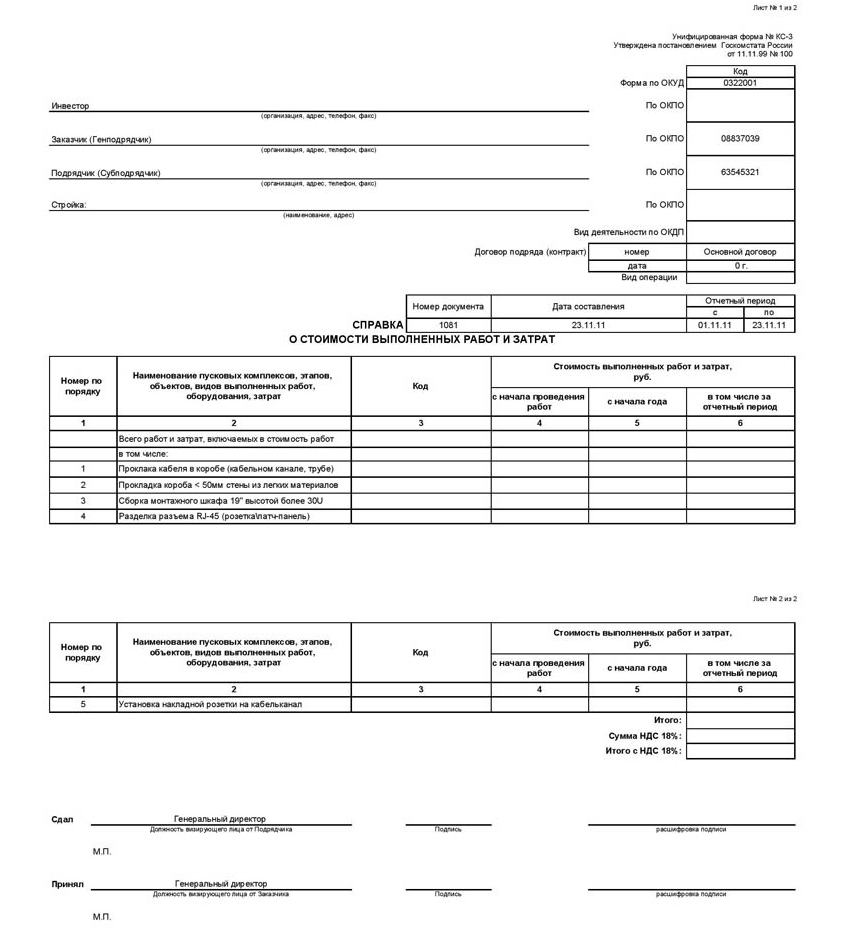 Лист № 1 из 2
Унифицированная форма № КС-3
Утверждена постановлением Госкомстата России
от 11.11.99 № 100
Код
Форма по ОКУД 0322001
Инвестор По ОКПО
(организация, адрес, телефон, факс)
Заказчик (Генподрядчик) По ОКПО 08837039
(организация, адрес, телефон, факс)
Подрядчик (Субподрядчик) По ОКПО 63545321
(организация, адрес, телефон, факс)
Стройка: По ОКПО
(наименование, адрес)
Вид деятельности по ОКДП
Договор подряда (контракт) номер Основной договор
дата 0 г.
Вид операции
Номер документа Дата составления Отчетный период
с по
СПРАВКА 1081 23.11.11 01.11.11 23.11.11
О СТОИМОСТИ ВЫПОЛНЕННЫХ РАБОТ И ЗАТРАТ
Номер по порядку Наименование пусковых комплексов, этапов, объектов, видов выполненных работ, оборудования, затрат Код Стоимость выполненных работ и затрат, руб.
с начала проведения работ с начала года в том числе за отчетный период
1 2 3 4 5 6
Всего работ и затрат, включаемых в стоимость работ
в том числе:
1 Проклака кабеля в коробе (кабельном канале, трубе)
2 Прокладка короба < 50мм стены из легких материалов
3 Сборка монтажного шкафа 19" высотой более 30U
4 Разделка разъема RJ-45 (розетка\патч-панель)
Лист № 2 из 2
Номер по порядку Наименование пусковых комплексов, этапов, объектов, видов выполненных работ, оборудования, затрат Код Стоимость выполненных работ и затрат, руб.
с начала проведения работ с начала года в том числе за отчетный период
1 2 3 4 5 6
5 Установка накладной розетки на кабельканал
Итого:
Сумма НДС 18%:
Итого с НДС 18%:
Сдал Генеральный директор
Должность визирующего лица от Подрядчика Подпись расшифровка подписи
М.П.
Принял Генеральный директор
Должность визирующего лица от Заказчика Подпись расшифровка подписи
М.П.